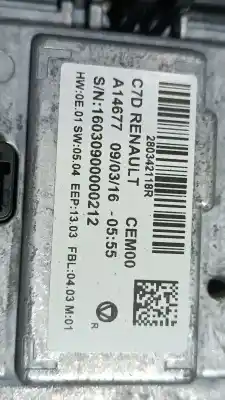 280342118R
C7D RENAULT CEM00
A14677 09/03/16 -05:55
S/N:16030900000212
HW:0E.01 SW:05.04 EEP:13.03 FBL:04.03 M:01
R